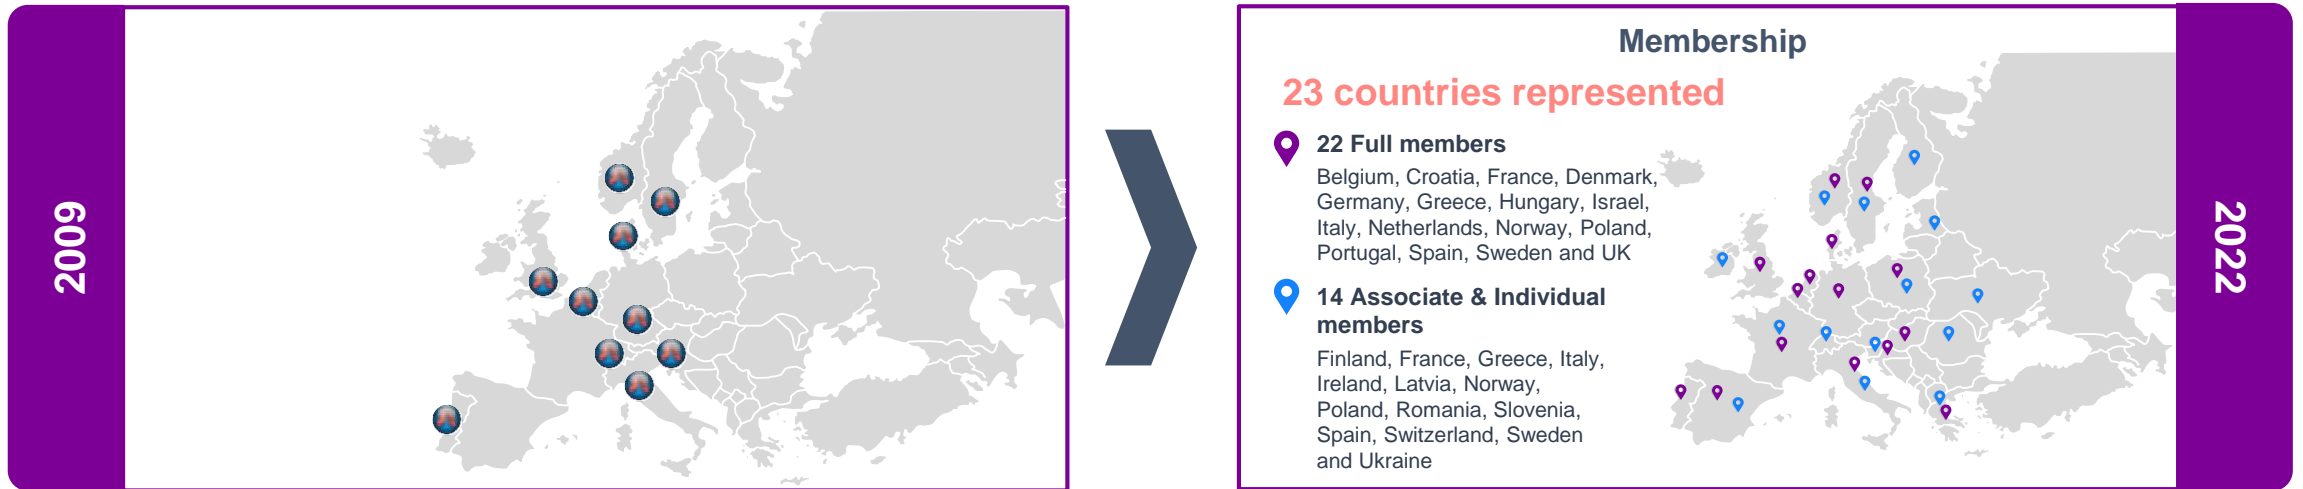 2009
Membership
23 countries represented
22 Full members
Belgium, Croatia, France, Denmark,
Germany, Greece, Hungary, Israel,
Italy, Netherlands, Norway, Poland,
Portugal, Spain, Sweden and UK
14 Associate & Individual
members
Finland, France, Greece, Italy,
Ireland, Latvia, Norway,
Poland, Romania, Slovenia,
Spain, Switzerland, Sweden
and Ukraine
2022